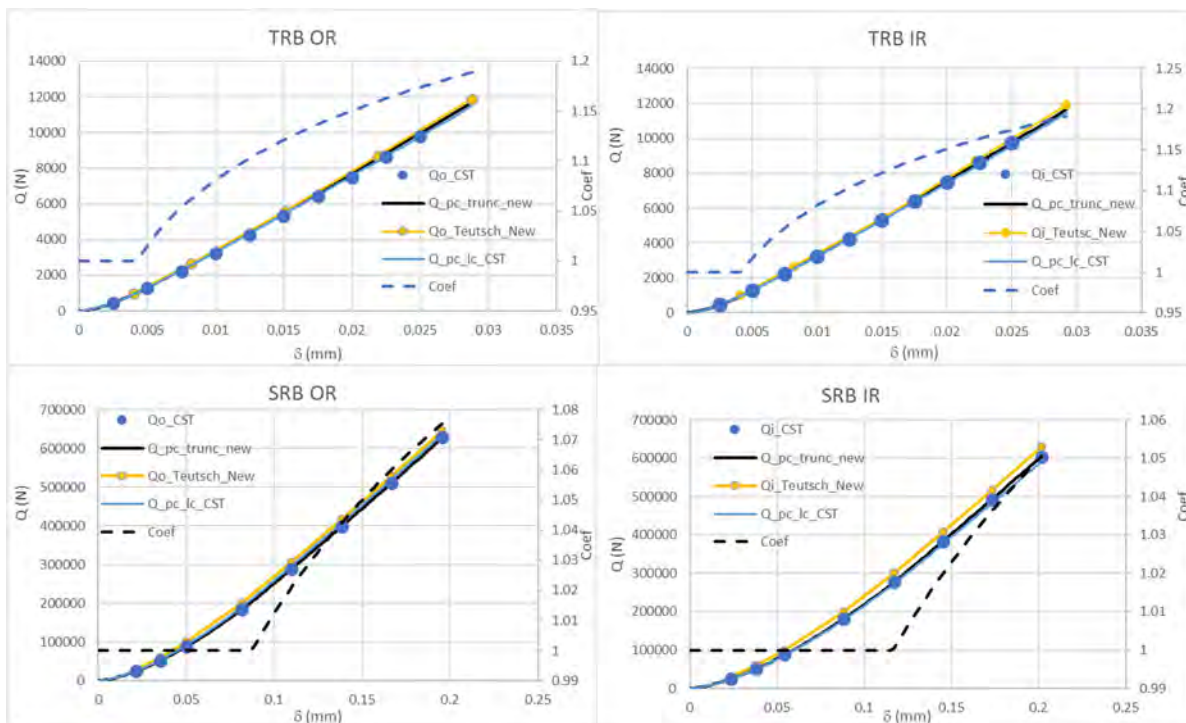 TRB OR
Q (N)
14000
12000
10000
8000
6000
4000
2000
0
0
0.005
0.01
0.015
0.02
0.025
0.03
0.035
δ (mm)
1.2
1.15
1.1
1.05
1
0.95
Coef
Qo_CST
Q_pc_trunc_new
Qo_Teutsch_New
Q_pc_lc_CST
Coef
TRB IR
Q (N)
14000
12000
10000
8000
6000
4000
2000
0
0
0.005
0.01
0.015
0.02
0.025
0.03
0.035
δ (mm)
1.25
1.2
1.15
1.1
1.05
1
0.95
Coef
Qi_CST
Q_pc_trunc_new
Qi_Teutsc_New
Q_pc_lc_CST
Coef
SRB OR
Q (N)
700000
600000
500000
400000
300000
200000
100000
0
0
0.05
0.1
0.15
0.2
0.25
δ (mm)
1.08
1.07
1.06
1.05
1.04
1.03
1.02
1.01
1
0.99
Coef
Qo_CST
Q_pc_trunc_new
Qo_Teutsch_New
Q_pc_lc_CST
Coef
SRB IR
Q (N)
700000
600000
500000
400000
300000
200000
100000
0
0
0.05
0.1
0.15
0.2
0.25
δ (mm)
1.06
1.05
1.04
1.03
1.02
1.01
1
0.99
Coef
Qi_CST
Q_pc_trunc_new
Qi_Teutsch_New
Q_pc_lc_CST
Coef